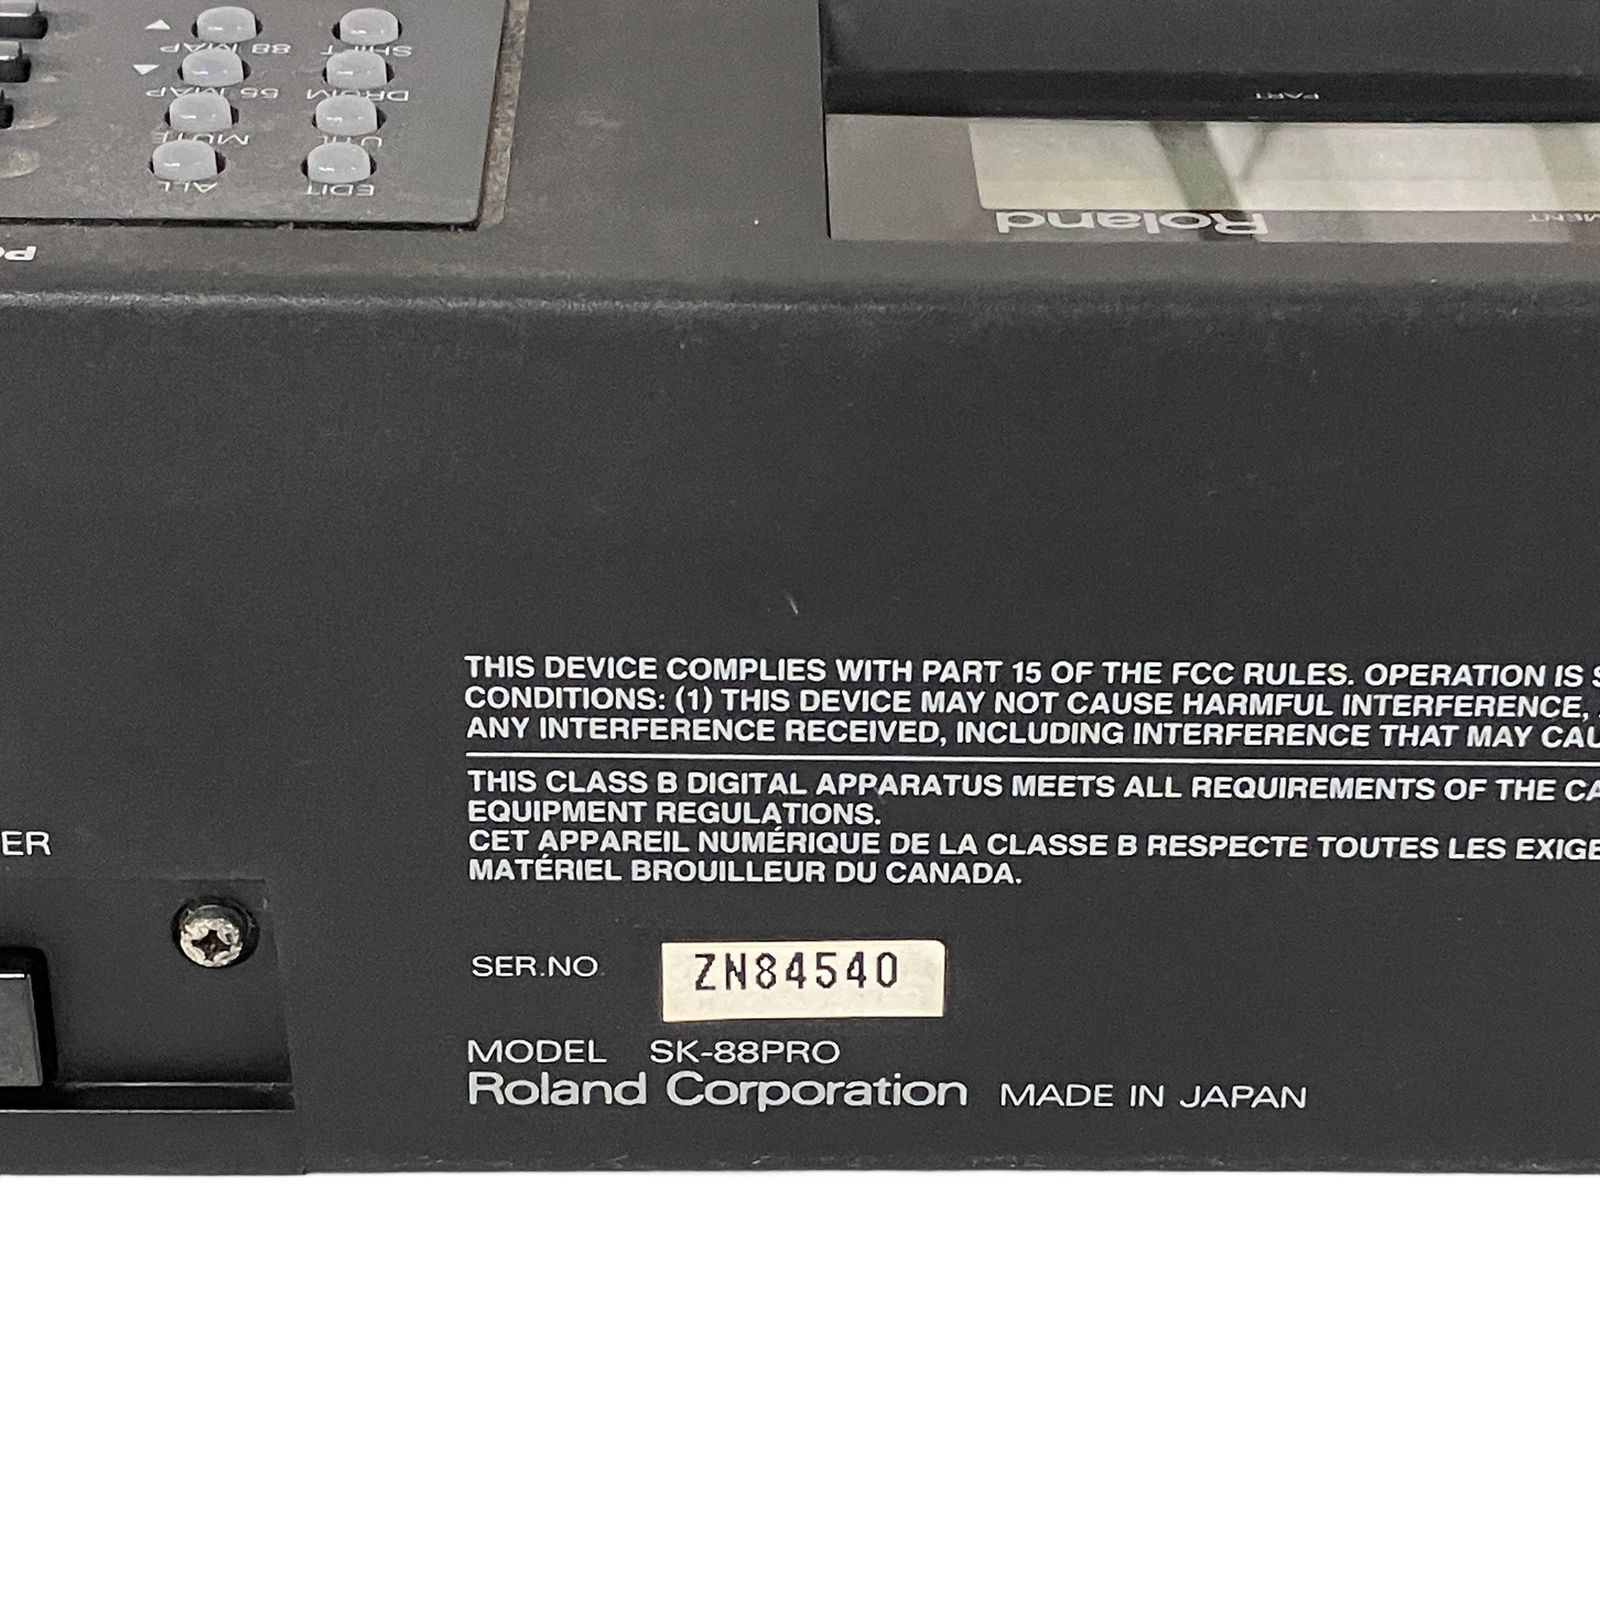 88 MAP SHIFT
55 MAP DRUM
MUTE UTIL
ALL EDIT
PART
Roland
THIS DEVICE COMPLIES WITH PART 15 OF THE FCC RULES. OPERATION IS
CONDITIONS: (1) THIS DEVICE MAY NOT CAUSE HARMFUL INTERFERENCE,
ANY INTERFERENCE RECEIVED, INCLUDING INTERFERENCE THAT MAY CAU
THIS CLASS B DIGITAL APPARATUS MEETS ALL REQUIREMENTS OF THE CA
EQUIPMENT REGULATIONS.
CET APPAREIL NUMÉRIQUE DE LA CLASSE B RESPECTE TOUTES LES EXIGE
MATÉRIEL BROUILLEUR DU CANADA.
ER
SER.NO. ZN84540
MODEL SK-88PRO
Roland Corporation MADE IN JAPAN